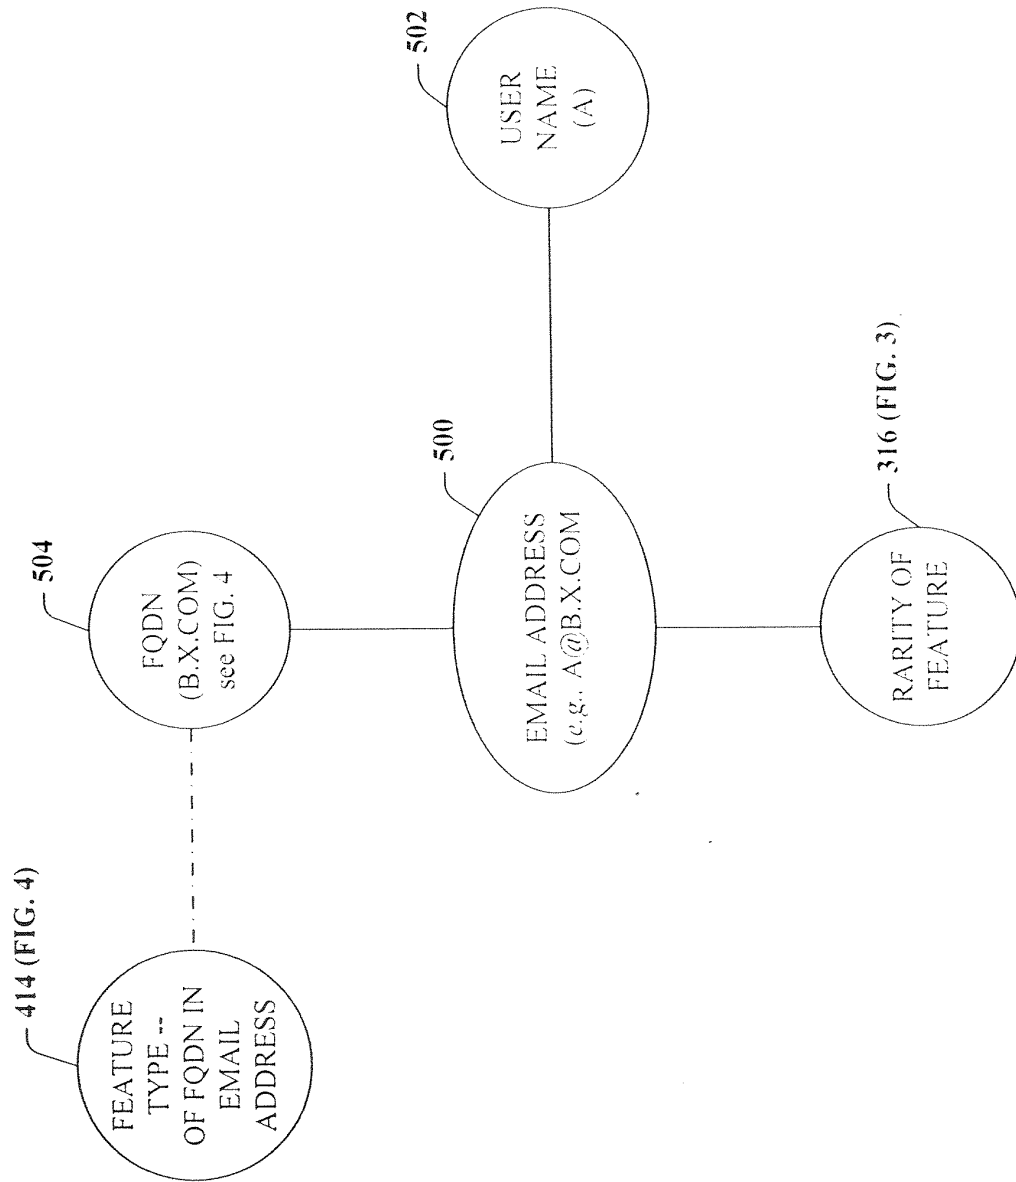 414 (FIG. 4)
FEATURE
TYPE --
OF FQDN IN
EMAIL
ADDRESS
504
FQDN
(B.X.COM)
see FIG. 4
500
EMAIL ADDRESS
(e.g., A@B.X.COM
502
USER
NAME
(A)
316 (FIG. 3)
RARITY OF
FEATURE